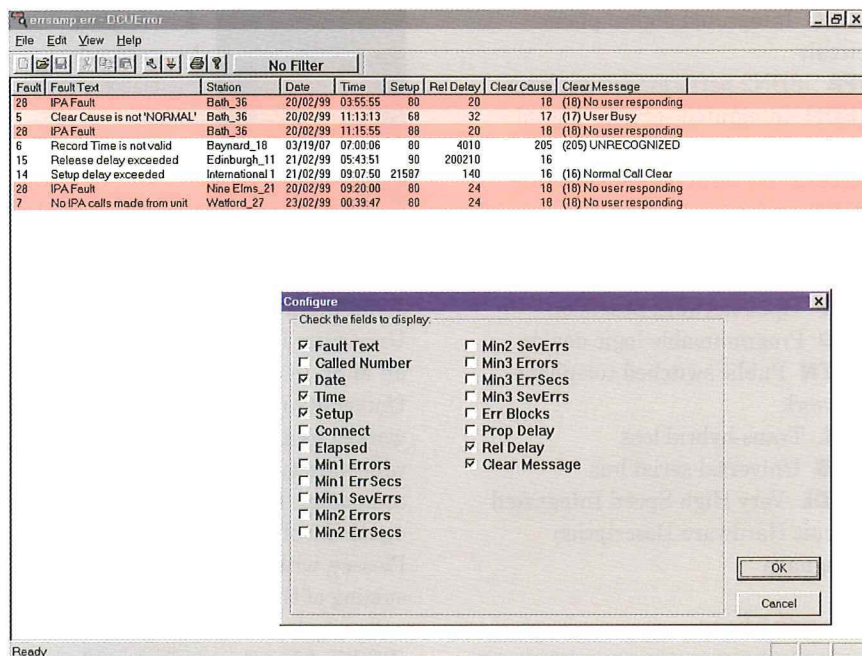 errsamp.err - DCUError
File Edit View Help
No Filter
Fault Fault Text Station Date Time Setup Rel Delay Clear Cause Clear Message
28 IPA Fault Bath_36 20/02/99 03:55:55 80 20 18 (18) No user responding
5 Clear Cause is not 'NORMAL' Bath_36 20/02/99 11:13:13 68 32 17 (17) User Busy
28 IPA Fault Bath_36 20/02/99 11:15:55 88 20 18 (18) No user responding
6 Record Time is not valid Baynard_18 03/19/07 07:00:06 80 4010 205 (205) UNRECOGNIZED
15 Release delay exceeded Edinburgh_11 21/02/99 05:43:51 90 200210 16
14 Setup delay exceeded International 1 21/02/99 09:07.50 21587 140 16 (16) Normal Call Clear
28 IPA Fault Nine Elms_21 20/02/99 09:20:00 80 24 18 (18) No user responding
7 No IPA calls made from unit Watford_27 23/02/99 00:39:47 80 24 18 (18) No user responding
Configure
Check the fields to display:
Fault Text
Called Number
Date
Time
Setup
Connect
Elapsed
Min1 Errors
Min1 ErrSecs
Min1 SevErrs
Min2 Errors
Min2 ErrSecs
Min2 SevErrs
Min3 Errors
Min3 ErrSecs
Min3 SevErrs
Err Blocks
Prop Delay
Rel Delay
Clear Message
OK
Cancel
Ready